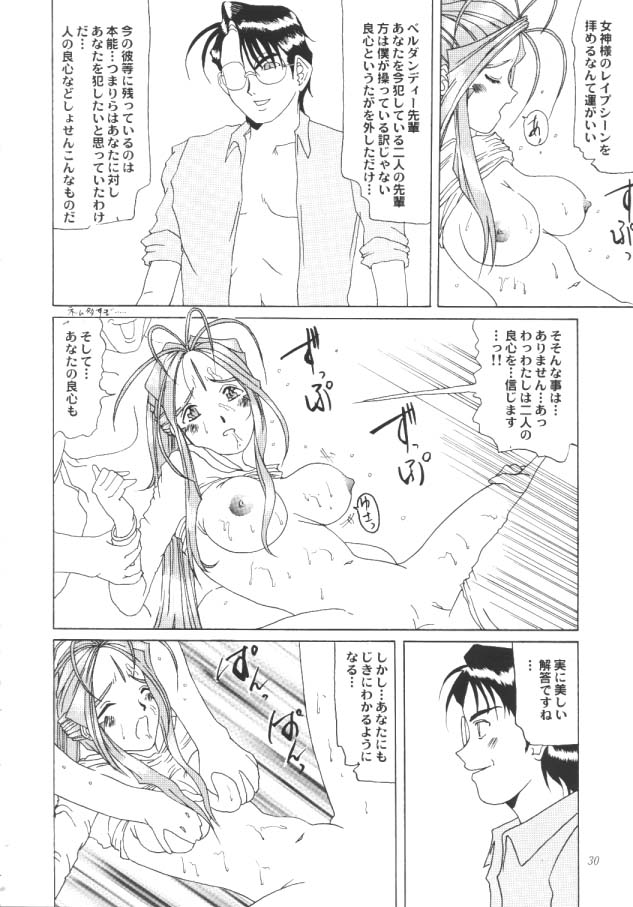 女神様のレイプシーンを
拝めるなんて運がいい
あ
ずっ
ぷっ
ベルダンディー先輩
あなたを今犯している二人の先輩
方は僕が操っている訳じゃない
良心というたがを外しただけ…
今の彼等に残っているのは
本能…つまりらはあなたに対し
あなたを犯したいと思っていたわけ
だ…
人の良心などしょせんこんなものだ
そそんな事は…
ありません…あっ
わっわたしは二人の
良心を…信じます
…っ!!
ずっぷ
ずっぷ
ゆさっ
そして…
あなたの良心も
実に美しい
解答ですね
…
しかし…あなたにも
じきにわかるように
なる…
ぱんっ
ぱんっ
30